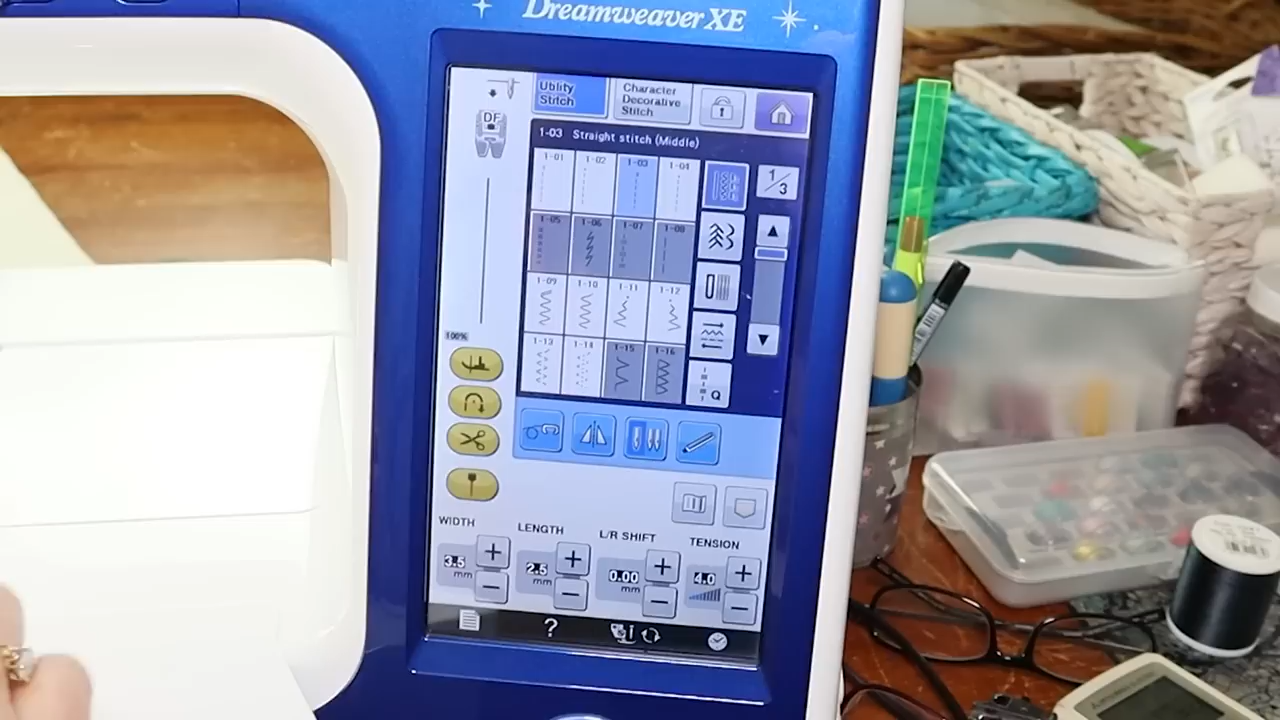 Dreamweaver XE
Utility
Stitch
Character
Decorative
Stitch
DF
1-03 Straight stitch (Middle)
1-01 1-02 1-03 1-04
1/3
1-05 1-06 1-07 1-08
1-09 1-10 1-11 1-12
1-13 1-14 1-15 1-16
Q
100%
WIDTH LENGTH L/R SHIFT TENSION
3.5 mm
2.5 mm
0.00 mm
4.0
+ + + +
− − − −
?